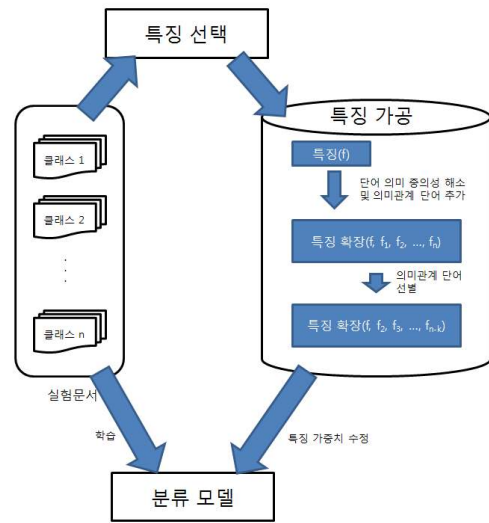 특징 선택
클래스 1
클래스 2
.
.
.
클래스 n
실험문서
특징 가공
특징(f)
단어 의미 중의성 해소
및 의미관계 단어 추가
특징 확장(f, f₁, f₂, ..., fₙ)
의미관계 단어
선별
특징 확장(f, f₂, f₃, ..., fₙ₋ₖ)
학습
특징 가중치 수정
분류 모델